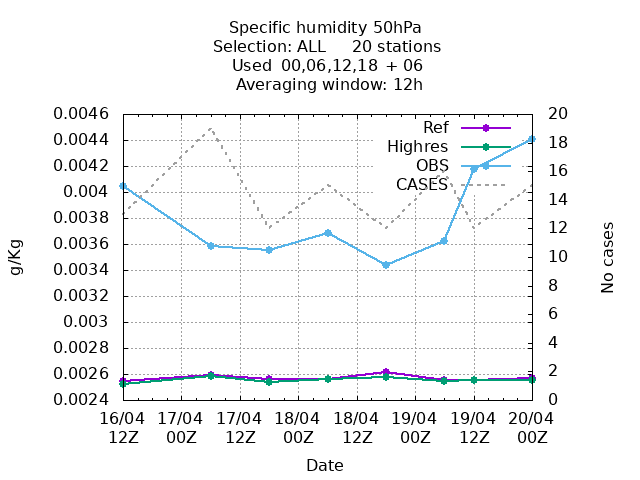 Specific humidity 50hPa
Selection: ALL 20 stations
Used 00,06,12,18 + 06
Averaging window: 12h
Ref
Highres
OBS
CASES
0.0046
0.0044
0.0042
0.004
0.0038
0.0036
0.0034
0.0032
0.003
0.0028
0.0026
0.0024
g/Kg
20
18
16
14
12
10
8
6
4
2
0
No cases
16/04 17/04 17/04 18/04 18/04 19/04 19/04 20/04
12Z 00Z 12Z 00Z 12Z 00Z 12Z 00Z
Date